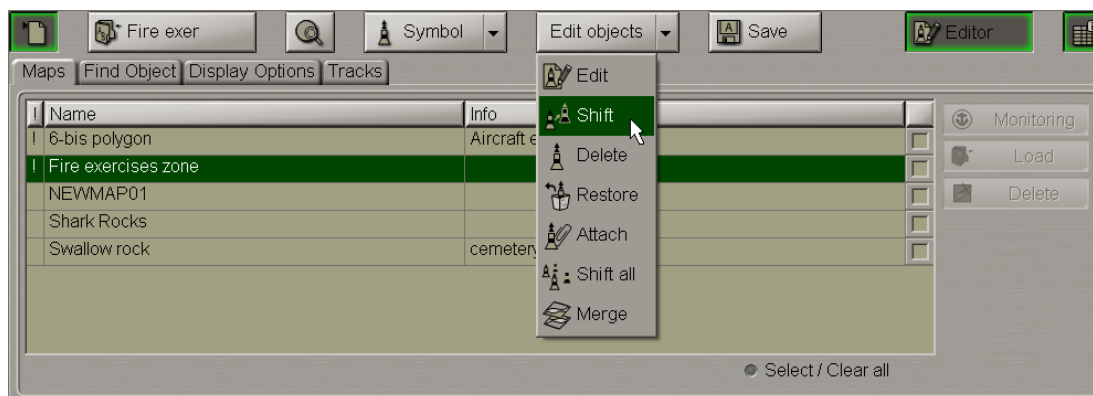 Fire exer Symbol Edit objects Save Editor
Maps Find Object Display Options Tracks
Edit
Shift
Delete
Restore
Attach
Shift all
Merge
! Name Info
! 6-bis polygon Aircraft e
! Fire exercises zone
NEWMAP01
Shark Rocks
Swallow rock cemetery
Monitoring
Load
Delete
Select / Clear all